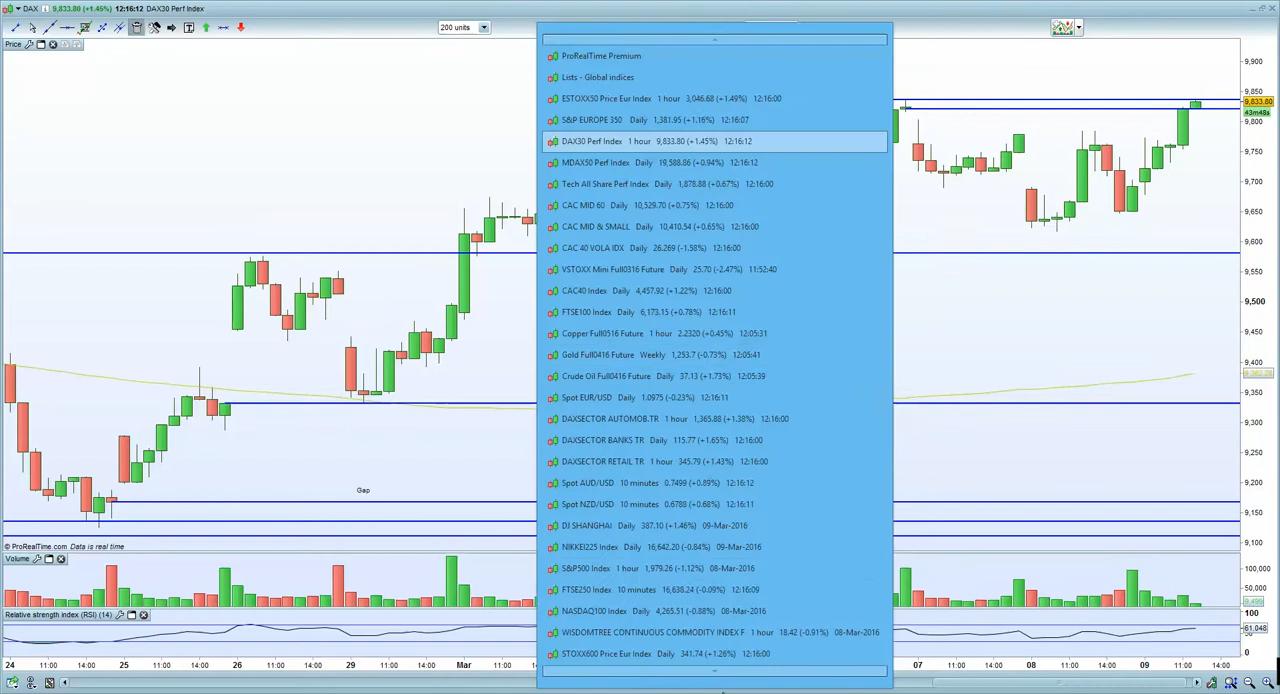 DAX 9,833.80 (+1.45%) 12:16:12 DAX30 Perf Index
200 units
Price
ProRealTime Premium
Lists - Global indices
ESTOXX50 Price Eur Index 1 hour 3,046.68 (+1.49%) 12:16:00
S&P EUROPE 350 Daily 1,381.95 (+1.16%) 12:16:07
DAX30 Perf Index 1 hour 9,833.80 (+1.45%) 12:16:12
MDAX50 Perf Index Daily 19,588.86 (+0.94%) 12:16:12
Tech All Share Perf Index Daily 1,878.88 (+0.67%) 12:16:00
CAC MID 60 Daily 10,529.70 (+0.75%) 12:16:00
CAC MID & SMALL Daily 10,410.54 (+0.65%) 12:16:00
CAC 40 VOLA IDX Daily 26.269 (-1.58%) 12:16:00
VSTOXX Mini Full0316 Future Daily 25.70 (-2.47%) 11:52:40
CAC40 Index Daily 4,457.92 (+1.22%) 12:16:00
FTSE100 Index Daily 6,173.15 (+0.78%) 12:16:11
Copper Full0516 Future 1 hour 2.2320 (+0.45%) 12:05:31
Gold Full0416 Future Weekly 1,253.7 (-0.73%) 12:05:41
Crude Oil Full0416 Future Daily 37.13 (+1.73%) 12:05:39
Spot EUR/USD Daily 1.0975 (-0.23%) 12:16:11
DAXSECTOR AUTOMOB.TR 1 hour 1,365.88 (+1.38%) 12:16:00
DAXSECTOR BANKS TR Daily 115.77 (+1.65%) 12:16:00
DAXSECTOR RETAIL TR 1 hour 345.79 (+1.43%) 12:16:00
Spot AUD/USD 10 minutes 0.7499 (+0.89%) 12:16:12
Spot NZD/USD 10 minutes 0.6788 (+0.68%) 12:16:11
DJ SHANGHAI Daily 387.10 (+1.46%) 09-Mar-2016
NIKKEI225 Index Daily 16,642.20 (-0.84%) 09-Mar-2016
S&P500 Index 1 hour 1,979.26 (-1.12%) 08-Mar-2016
FTSE250 Index 10 minutes 16,638.24 (-0.09%) 12:16:09
NASDAQ100 Index Daily 4,265.51 (-0.88%) 08-Mar-2016
WISDOMTREE CONTINUOUS COMMODITY INDEX F 1 hour 18.42 (-0.91%) 08-Mar-2016
STOXX600 Price Eur Index Daily 341.74 (+1.26%) 12:16:00
9,900
9,850
9,833.80
43m48s
9,800
9,750
9,700
9,650
9,600
9,550
9,500
9,450
9,400
9,350
9,300
9,250
9,200
9,150
9,100
Gap
© ProRealTime.com Data is real time
Volume
100,000
50,000
Relative strength index (RSI) (14)
100
61.048
0
24 11:00 14:00 25 11:00 14:00 26 11:00 14:00 29 11:00 14:00 Mar 11:00 07 11:00 14:00 08 11:00 14:00 09 11:00 14:00